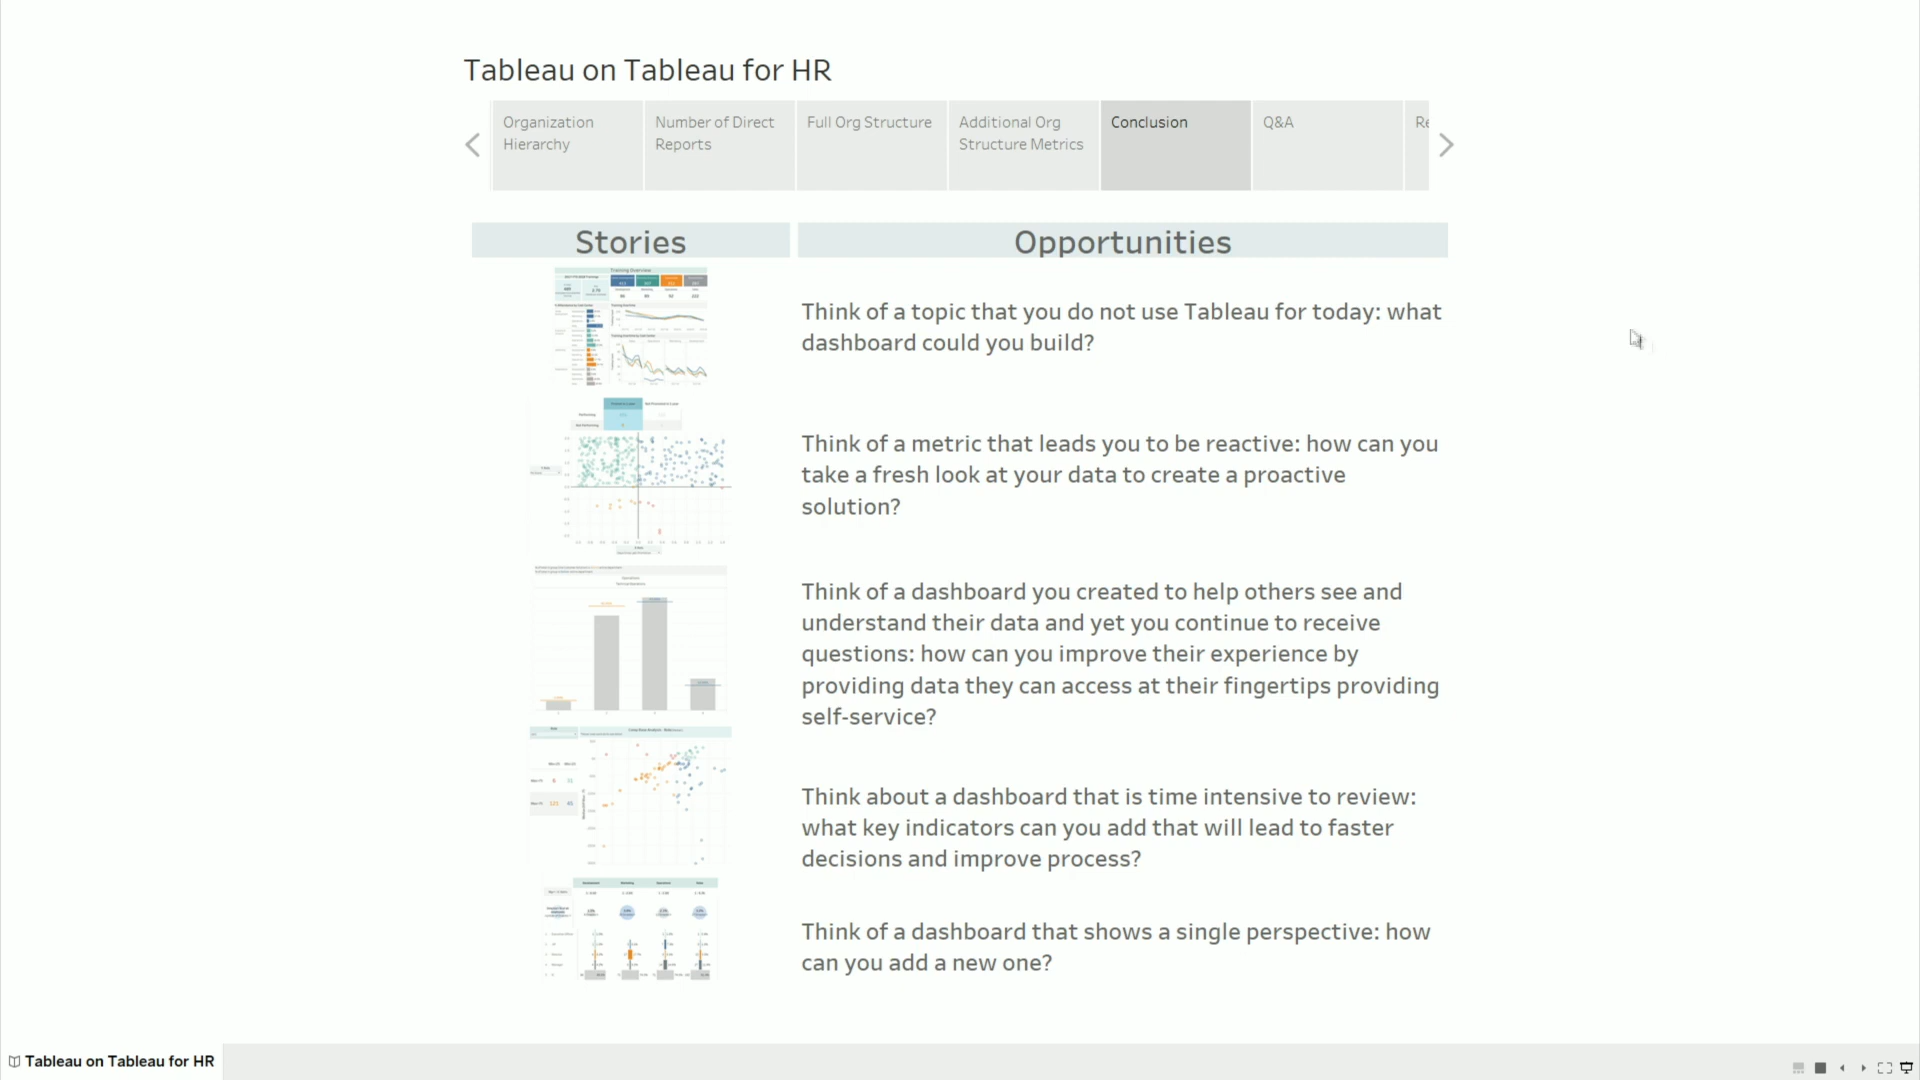 Tableau on Tableau for HR
Organization
Hierarchy
Number of Direct
Reports
Full Org Structure
Additional Org
Structure Metrics
Conclusion
Q&A
Stories
Opportunities
Training Overview
Think of a topic that you do not use Tableau for today: what
dashboard could you build?
Think of a metric that leads you to be reactive: how can you
take a fresh look at your data to create a proactive
solution?
Think of a dashboard you created to help others see and
understand their data and yet you continue to receive
questions: how can you improve their experience by
providing data they can access at their fingertips providing
self-service?
Think about a dashboard that is time intensive to review:
what key indicators can you add that will lead to faster
decisions and improve process?
Think of a dashboard that shows a single perspective: how
can you add a new one?
Tableau on Tableau for HR